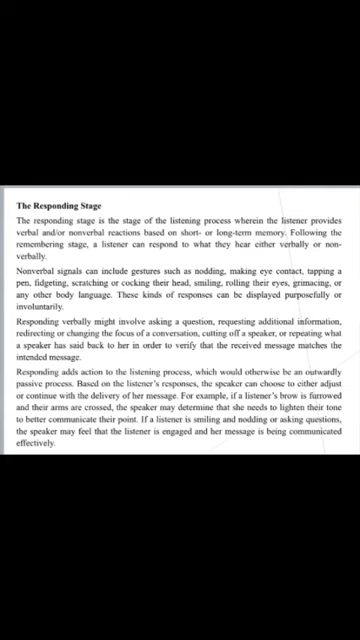 The Responding Stage
The responding stage is the stage of the listening process wherein the listener provides
verbal and/or nonverbal reactions based on short- or long-term memory. Following the
remembering stage, a listener can respond to what they hear either verbally or non-
verbally.
Nonverbal signals can include gestures such as nodding, making eye contact, tapping a
pen, fidgeting, scratching or cocking their head, smiling, rolling their eyes, grimacing, or
any other body language. These kinds of responses can be displayed purposefully or
involuntarily.
Responding verbally might involve asking a question, requesting additional information,
redirecting or changing the focus of a conversation, cutting off a speaker, or repeating what
a speaker has said back to her in order to verify that the received message matches the
intended message.
Responding adds action to the listening process, which would otherwise be an outwardly
passive process. Based on the listener's responses, the speaker can choose to either adjust
or continue with the delivery of her message. For example, if a listener's brow is furrowed
and their arms are crossed, the speaker may determine that she needs to lighten their tone
to better communicate their point. If a listener is smiling and nodding or asking questions,
the speaker may feel that the listener is engaged and her message is being communicated
effectively.